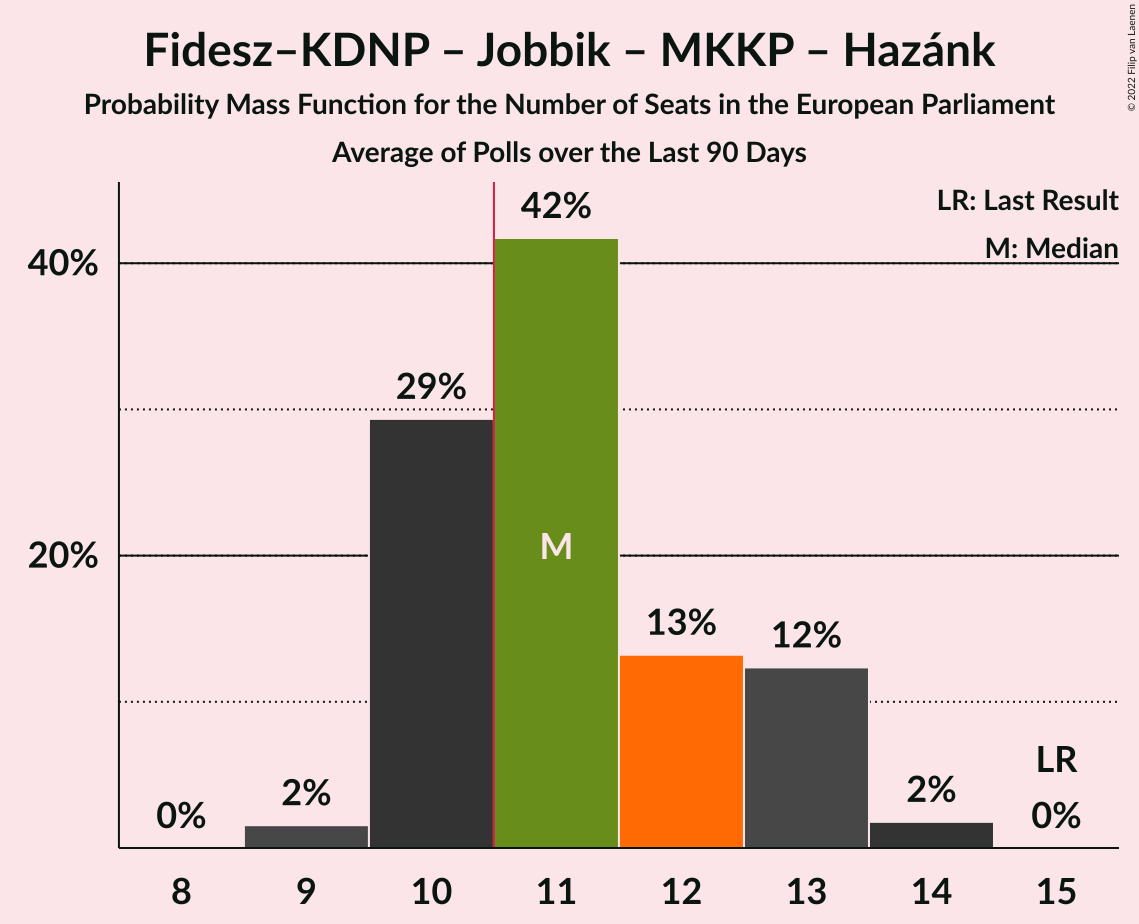 Fidesz–KDNP – Jobbik – MKKP – Hazánk
Probability Mass Function for the Number of Seats in the European Parliament
Average of Polls over the Last 90 Days
© 2022 Filip van Laenen
LR: Last Result
M: Median
40%
20%
0%
2%
29%
42%
M
13%
12%
2%
LR
0%
8 9 10 11 12 13 14 15